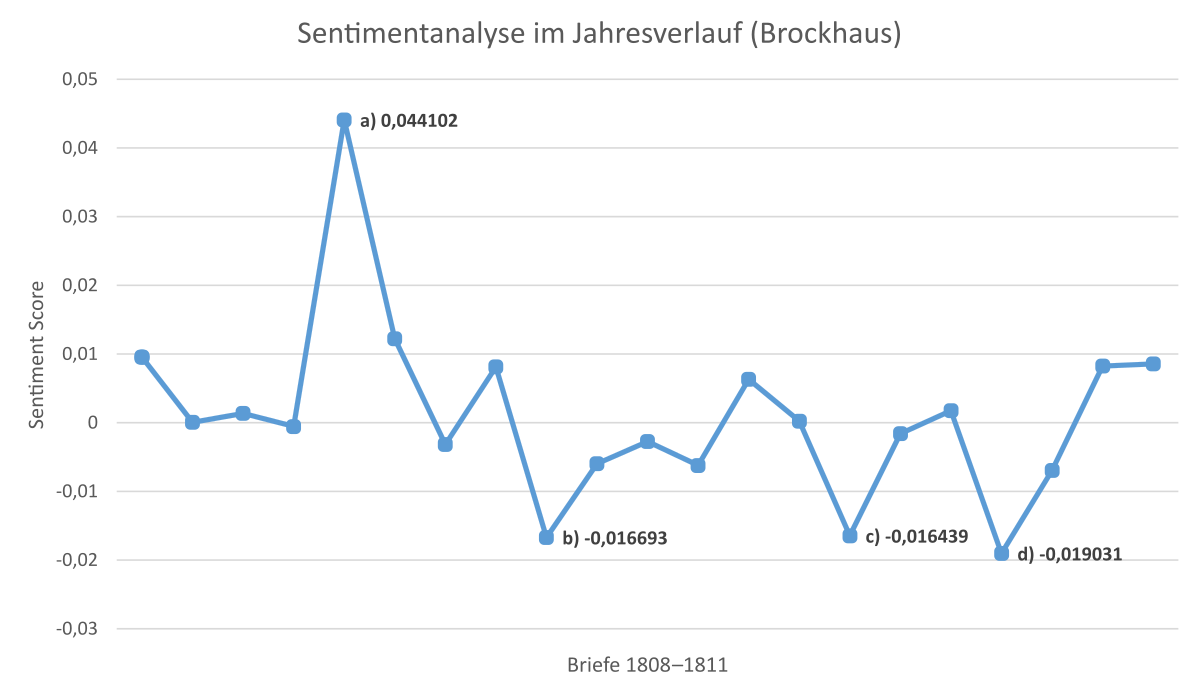 Sentimentanalyse im Jahresverlauf (Brockhaus)
0,05
a) 0,044102
0,04
0,03
0,02
0,01
0
-0,01
b) -0,016693
c) -0,016439
d) -0,019031
-0,02
-0,03
Sentiment Score
Briefe 1808–1811